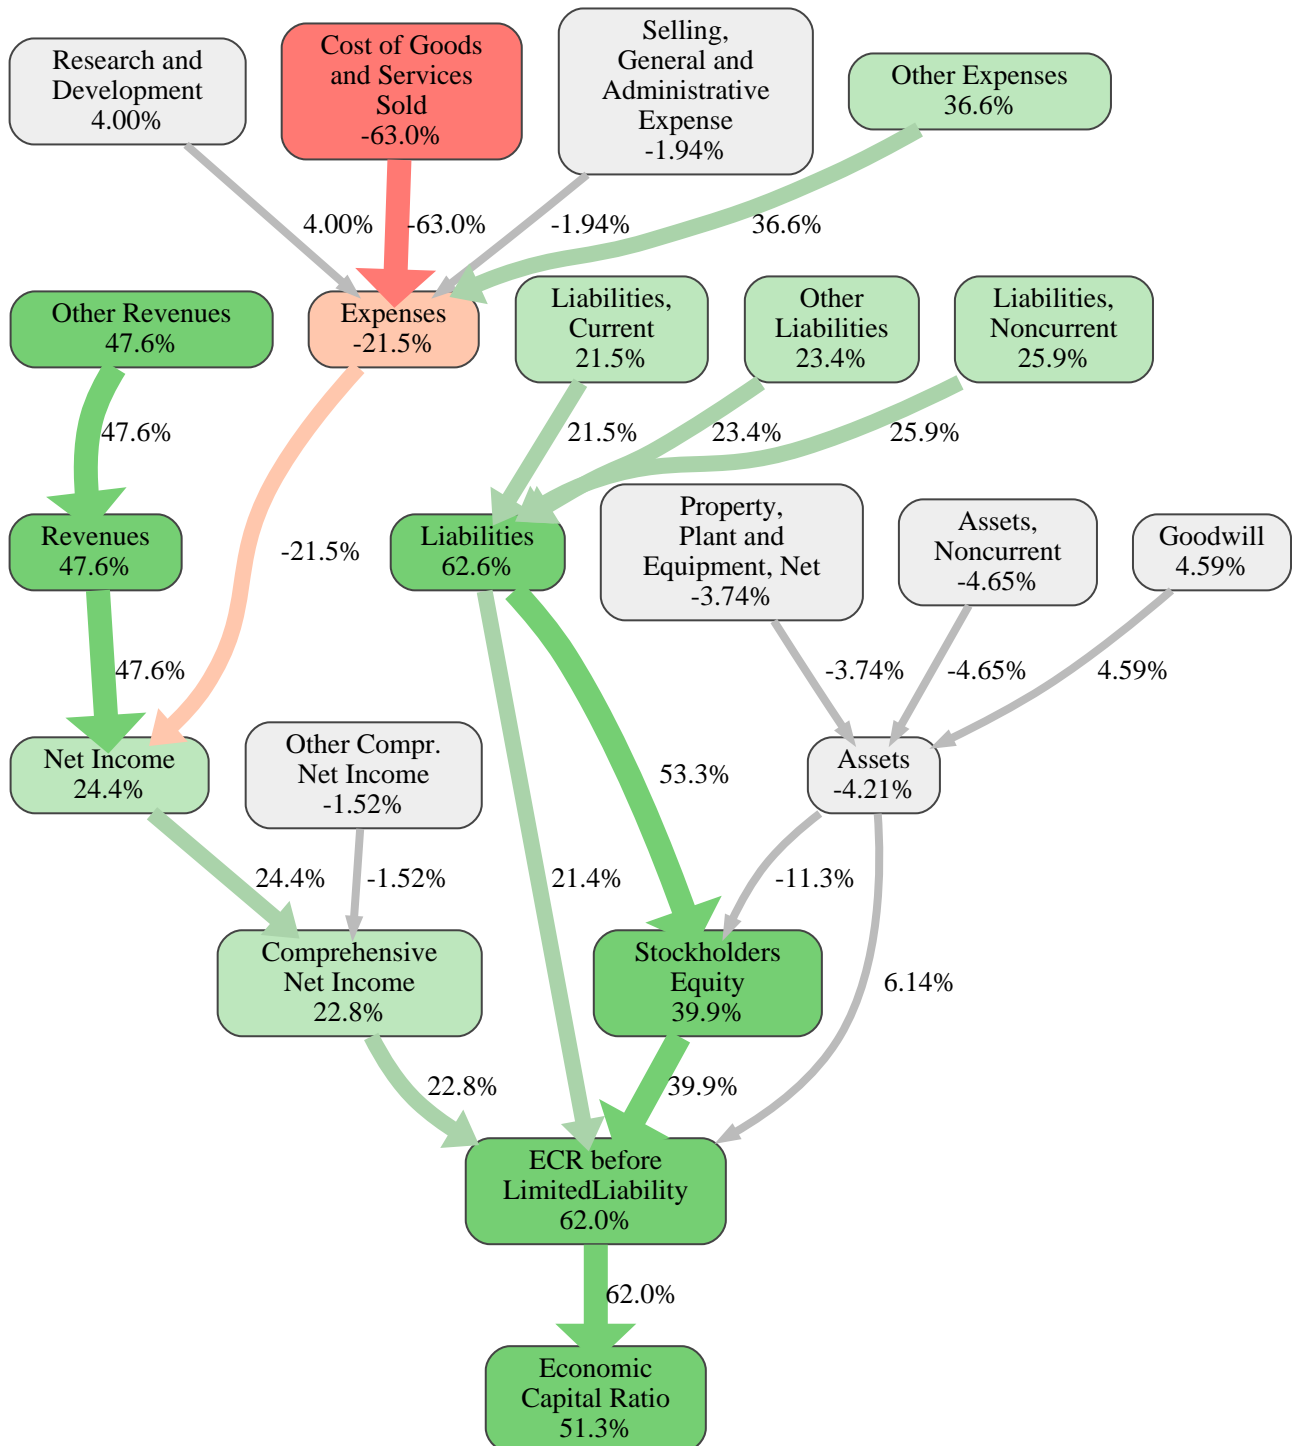 Research and
Development
4.00%
Cost of Goods
and Services
Sold
-63.0%
Selling,
General and
Administrative
Expense
-1.94%
Other Expenses
36.6%
4.00%
-63.0%
-1.94%
36.6%
Other Revenues
47.6%
Expenses
-21.5%
Liabilities,
Current
21.5%
Other
Liabilities
23.4%
Liabilities,
Noncurrent
25.9%
47.6%
21.5%
23.4%
25.9%
Revenues
47.6%
-21.5%
Liabilities
62.6%
Property,
Plant and
Equipment, Net
-3.74%
Assets,
Noncurrent
-4.65%
Goodwill
4.59%
47.6%
-3.74%
-4.65%
4.59%
Net Income
24.4%
Other Compr.
Net Income
-1.52%
53.3%
Assets
-4.21%
24.4%
-1.52%
21.4%
-11.3%
Comprehensive
Net Income
22.8%
Stockholders
Equity
39.9%
6.14%
22.8%
39.9%
ECR before
LimitedLiability
62.0%
62.0%
Economic
Capital Ratio
51.3%